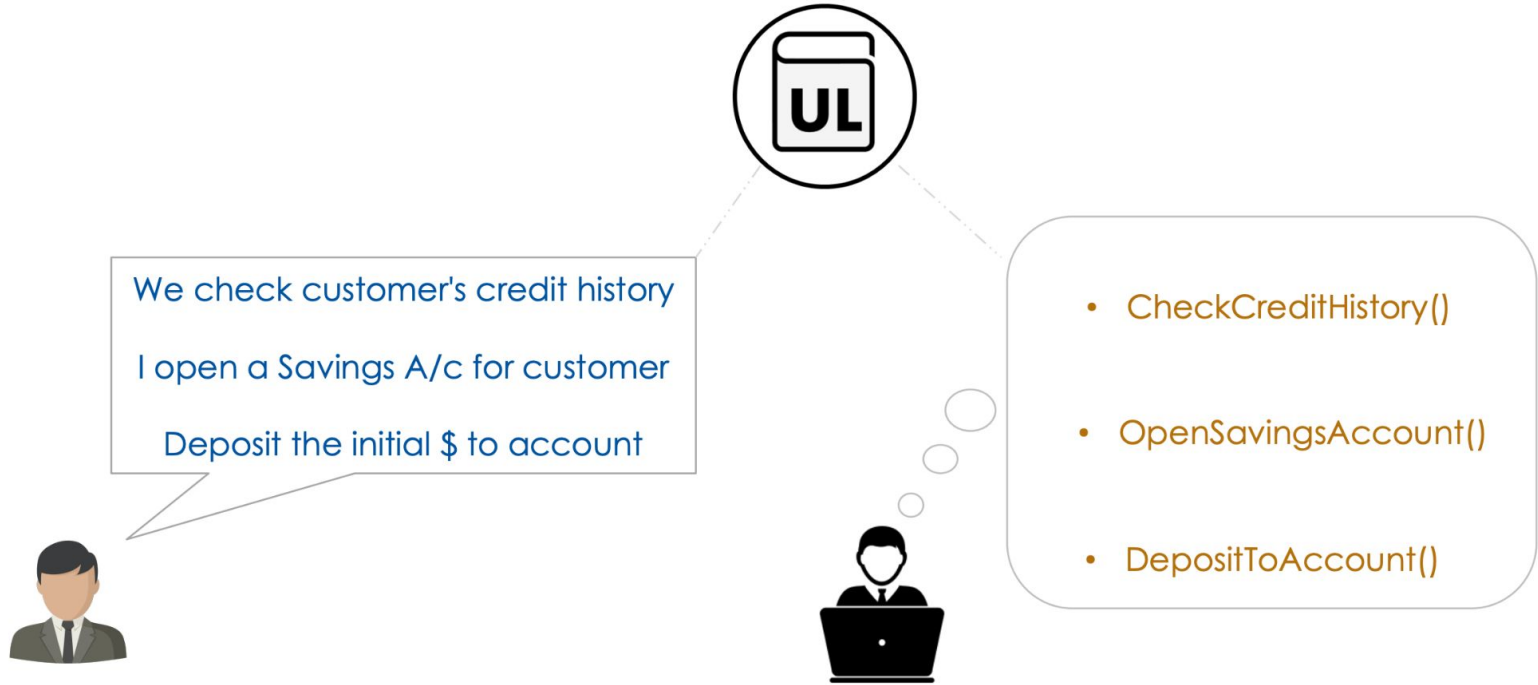 UL
We check customer's credit history
I open a Savings A/c for customer
Deposit the initial $ to account
• CheckCreditHistory()
• OpenSavingsAccount()
• DepositToAccount()